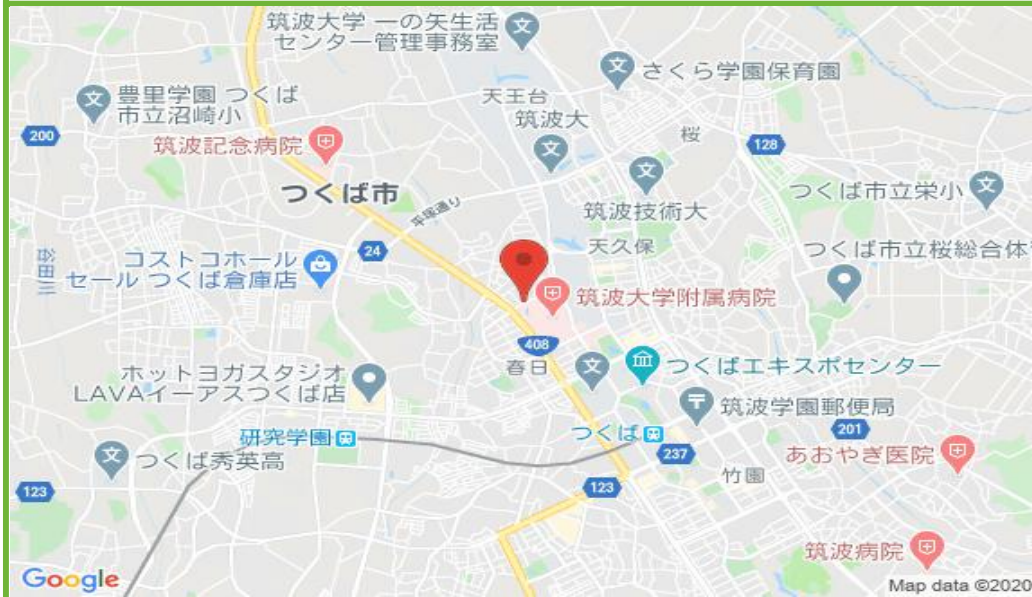 筑波大学 一の矢生活
センター管理事務室
さくら学園保育園
豊里学園 つくば
市立沼崎小
天王台
筑波大
桜
200
筑波記念病院
128
つくば市
平塚通り
筑波技術大
つくば市立栄小
天久保
谷田川
24
コストコホール
セール つくば倉庫店
つくば市立桜総合体
筑波大学附属病院
408
春日
つくばエキスポセンター
ホットヨガスタジオ
LAVAイーアスつくば店
筑波学園郵便局
研究学園
つくば
201
つくば秀英高
237
あおやぎ医院
竹園
123
123
筑波病院
Google
Map data ©2020